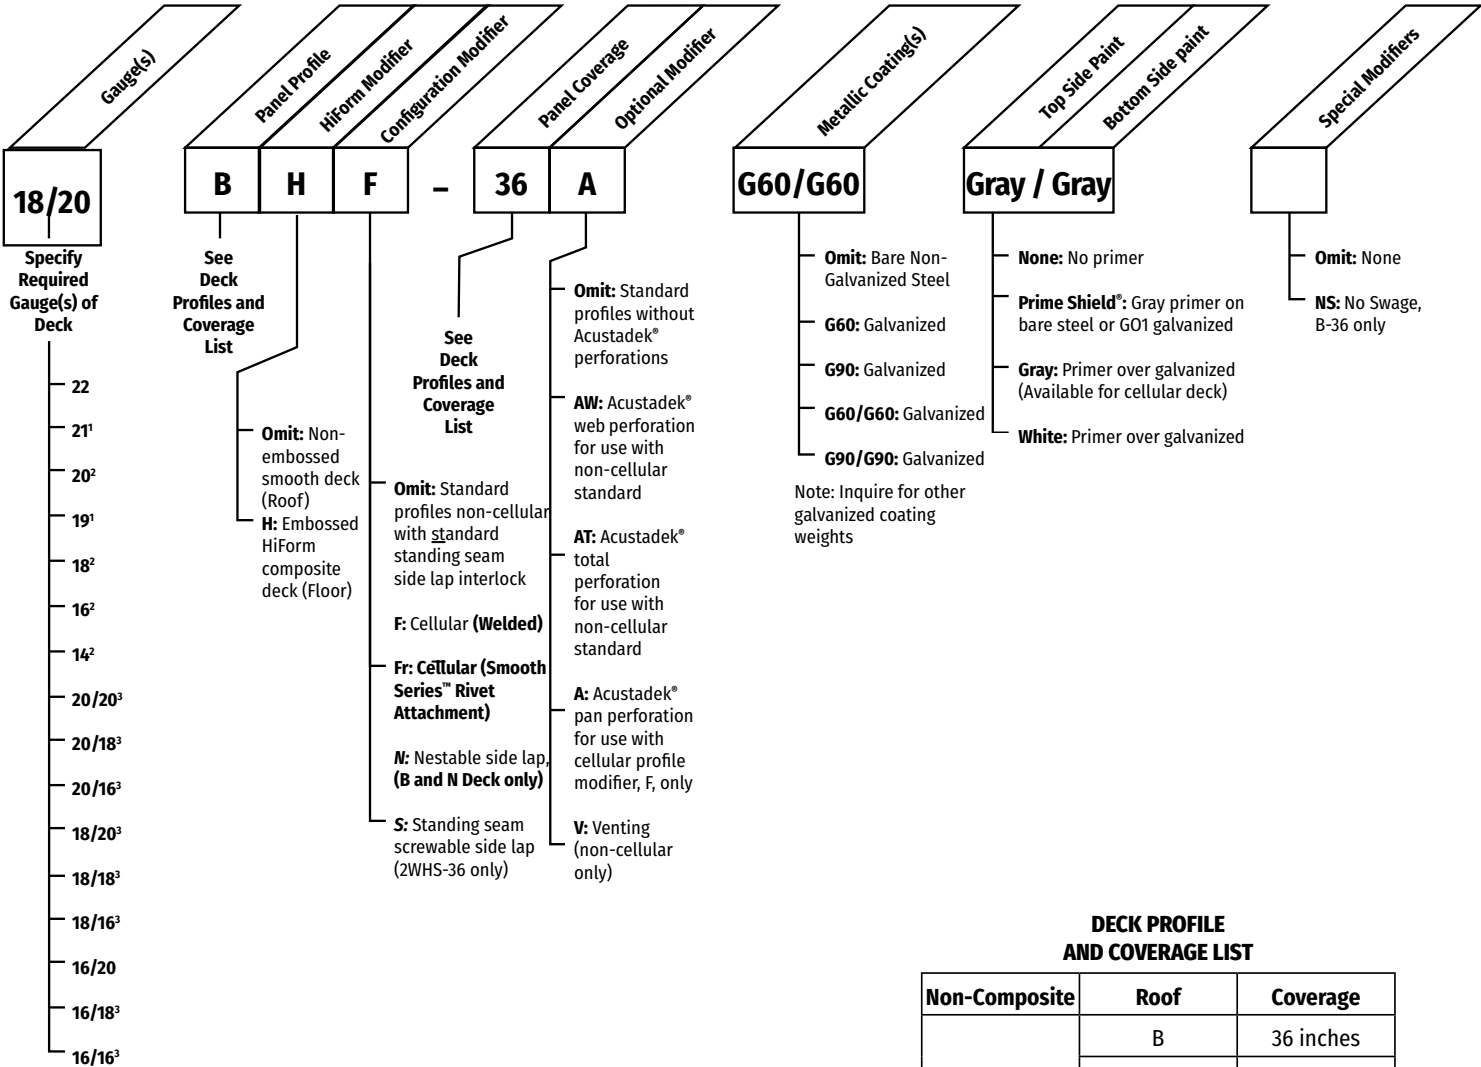 Gauge(s)
Panel Profile
HiForm Modifier
Configuration Modifier
Panel Coverage
Optional Modifier
Metallic Coating(s)
Top Side Paint
Bottom Side paint
Special Modifiers
18/20
B
H
F
–
36
A
G60/G60
Gray / Gray
Specify
Required
Gauge(s) of
Deck
22
21¹
20²
19¹
18²
16²
14²
20/20³
20/18³
20/16³
18/20³
18/18³
18/16³
16/20
16/18³
16/16³
See
Deck
Profiles and
Coverage
List
Omit: Non-
embossed
smooth deck
(Roof)
H: Embossed
HiForm
composite
deck (Floor)
Omit: Standard
profiles non-cellular
with standard
standing seam
side lap interlock
F: Cellular (Welded)
Fr: Cellular (Smooth
Series™ Rivet
Attachment)
N: Nestable side lap,
(B and N Deck only)
S: Standing seam
screwable side lap
(2WHS-36 only)
See
Deck
Profiles and
Coverage
List
Omit: Standard
profiles without
Acustadek®
perforations
AW: Acustadek®
web perforation
for use with
non-cellular
standard
AT: Acustadek®
total
perforation
for use with
non-cellular
standard
A: Acustadek®
pan perforation
for use with
cellular profile
modifier, F, only
V: Venting
(non-cellular
only)
Omit: Bare Non-
Galvanized Steel
G60: Galvanized
G90: Galvanized
G60/G60: Galvanized
G90/G90: Galvanized
Note: Inquire for other
galvanized coating
weights
None: No primer
Prime Shield®: Gray primer on
bare steel or GO1 galvanized
Gray: Primer over galvanized
(Available for cellular deck)
White: Primer over galvanized
Omit: None
NS: No Swage,
B-36 only
DECK PROFILE
AND COVERAGE LIST
Non-Composite Roof Coverage
B 36 inches